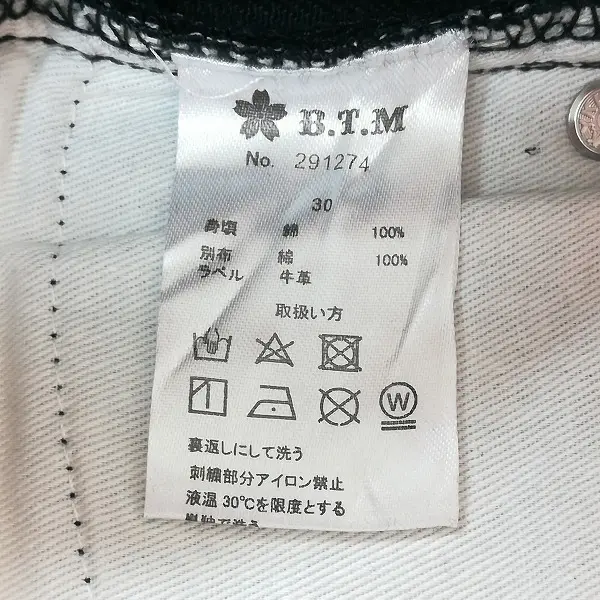 B.T.M
No. 291274
30
身頃 綿 100%
別布 綿 100%
ラベル 牛革
取扱い方
W
裏返しにして洗う
刺繍部分アイロン禁止
液温30℃を限度とする